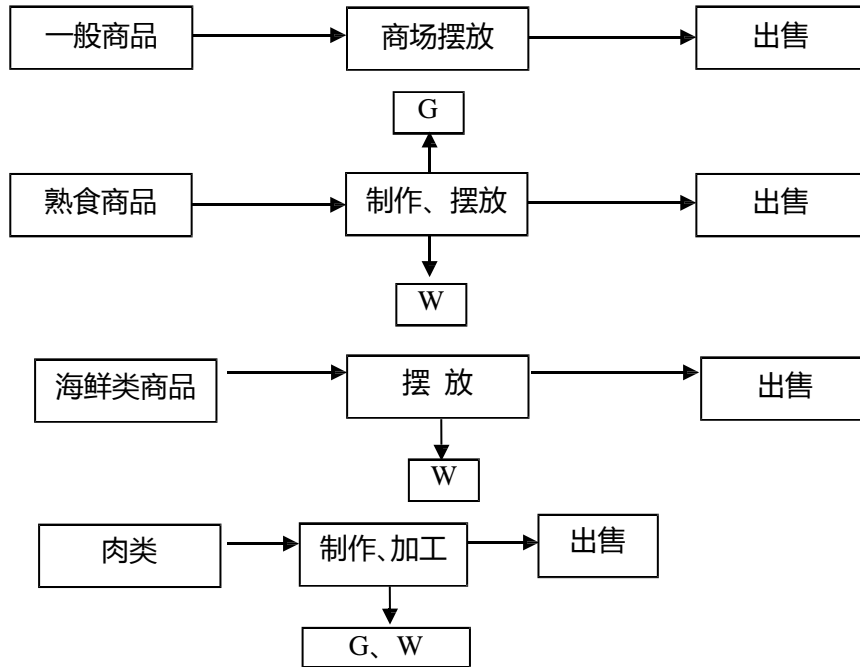 一般商品 商场摆放 出售
G
熟食商品 制作、摆放 出售
W
海鲜类商品 摆 放 出售
W
肉类 制作、加工 出售
G、W